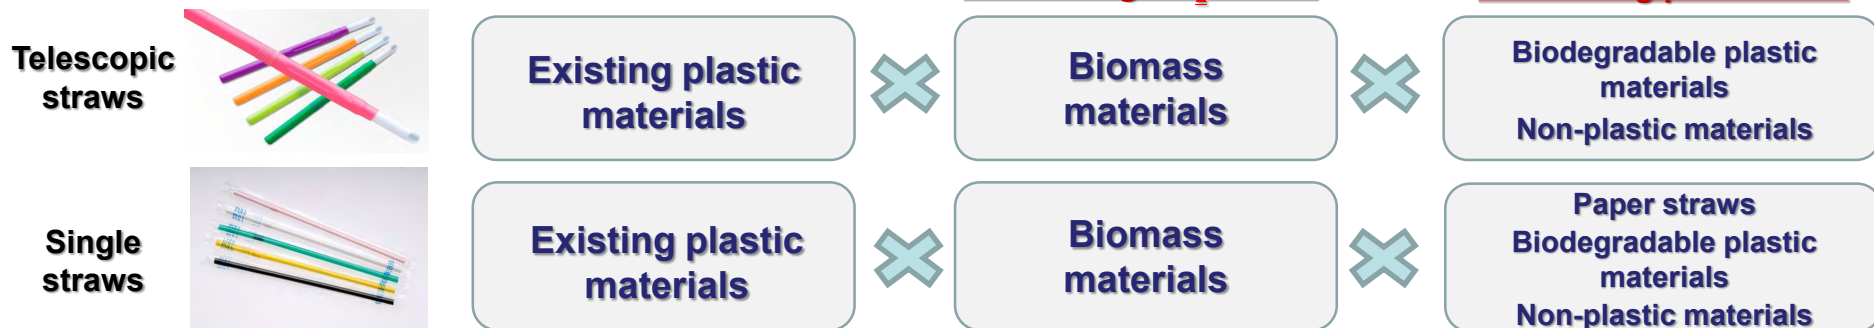 Telescopic
straws
Existing plastic
materials
Biomass
materials
Biodegradable plastic
materials
Non-plastic materials
Single
straws
Existing plastic
materials
Biomass
materials
Paper straws
Biodegradable plastic
materials
Non-plastic materials